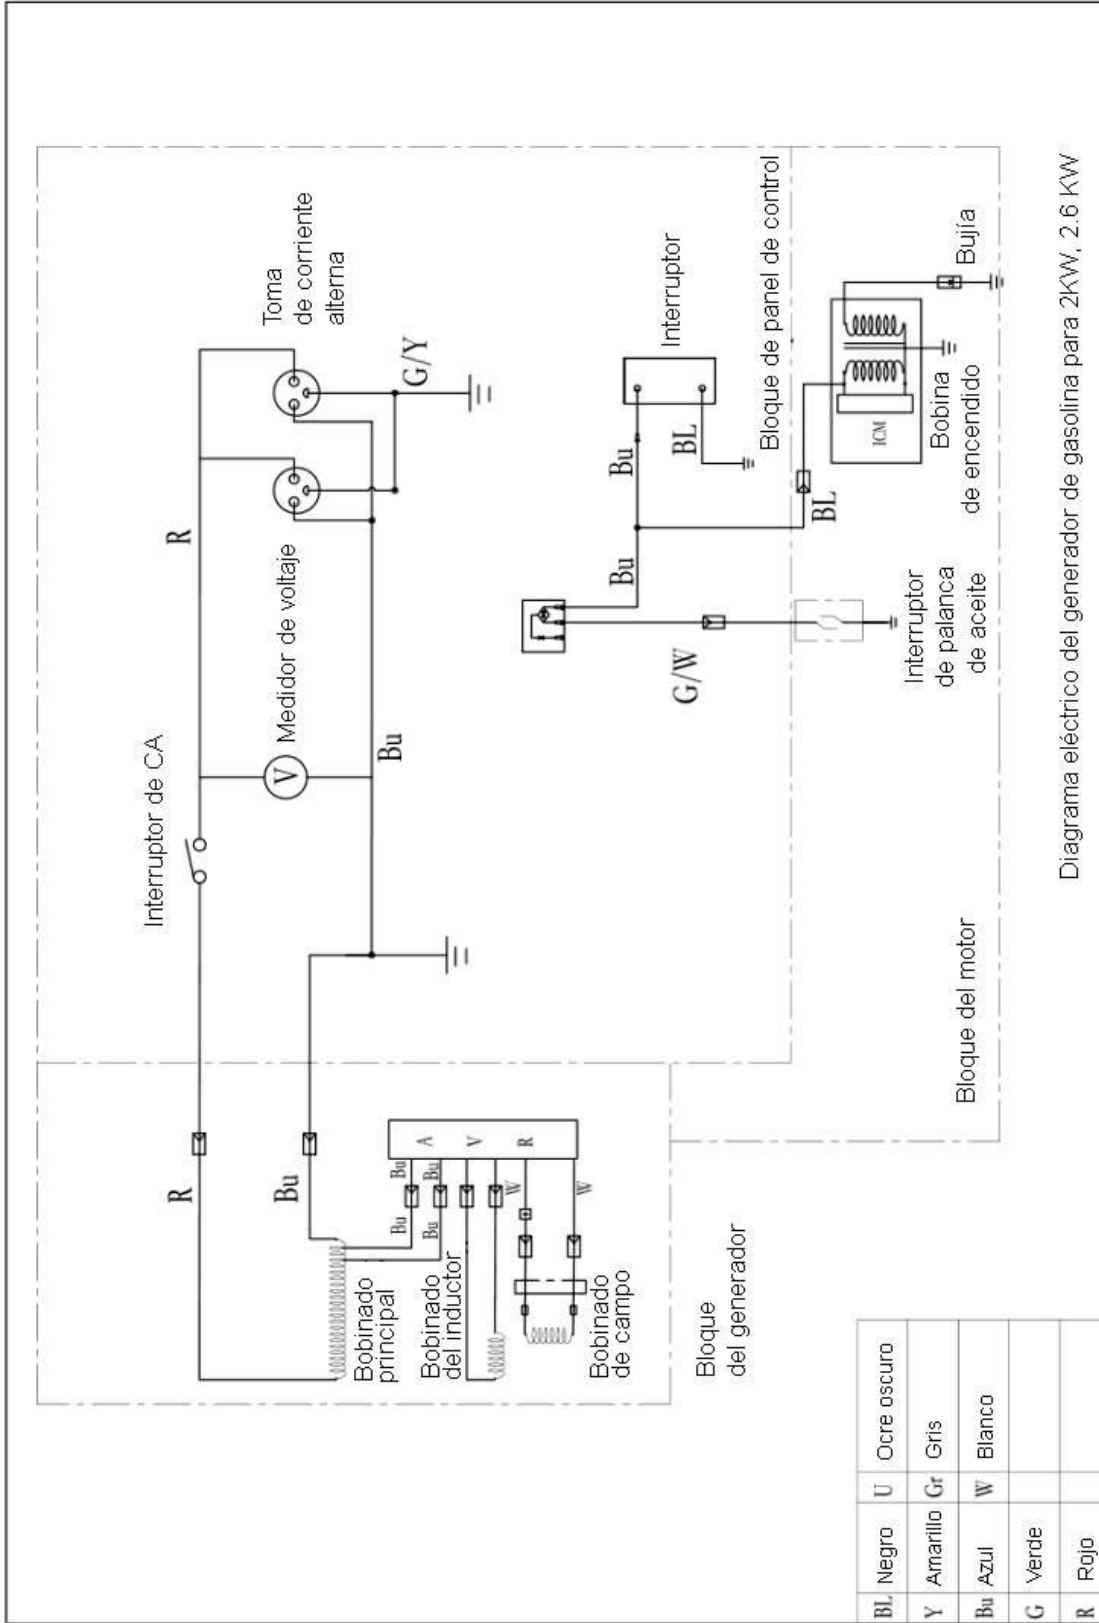 Interruptor de CA
R
R
Toma
de corriente
alterna
V
Medidor de voltaje
G/Y
Bu
Bu
Bobinado
principal
Bu
Bu
Bu
Bu
A
V
R
W
W
Bobinado
del inductor
Bobinado
de campo
Bloque
del generador
Interruptor
Bu
Bu
BL
G/W
Bloque de panel de control
BL
ICM
Bujía
Bobina
de encendido
Interruptor
de palanca
de aceite
Bloque del motor
BL Negro U Ocre oscuro
Y Amarillo Gr Gris
Bu Azul W Blanco
G Verde
R Rojo
Diagrama eléctrico del generador de gasolina para 2KW, 2.6 KW